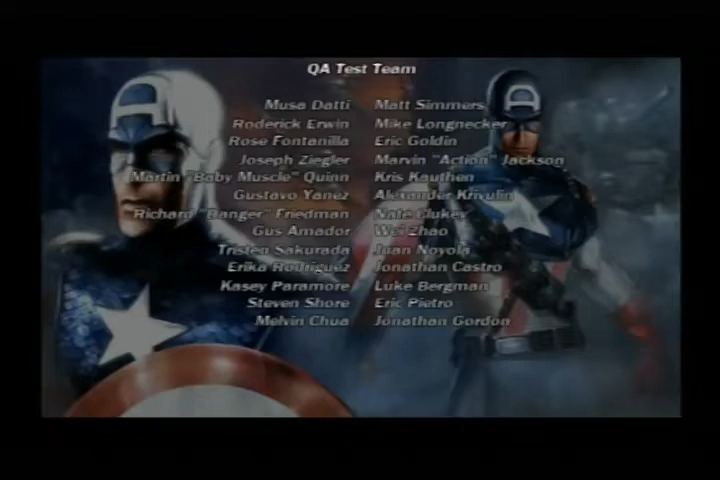 QA Test Team
Musa Datti Matt Simmers
Roderick Erwin Mike Longnecker
Rose Fontanilla Eric Goldin
Joseph Ziegler Marvin "Action" Jackson
Martin "Baby Muscle" Quinn Kris Kauthen
Gustavo Yanez Alexander Krivulin
Richard "Banger" Friedman Nate Clukey
Gus Amador Wei Zhao
Tristen Sakurada Juan Noyola
Erika Rodriguez Jonathan Castro
Kasey Paramore Luke Bergman
Steven Shore Eric Pietro
Melvin Chua Jonathan Gordon